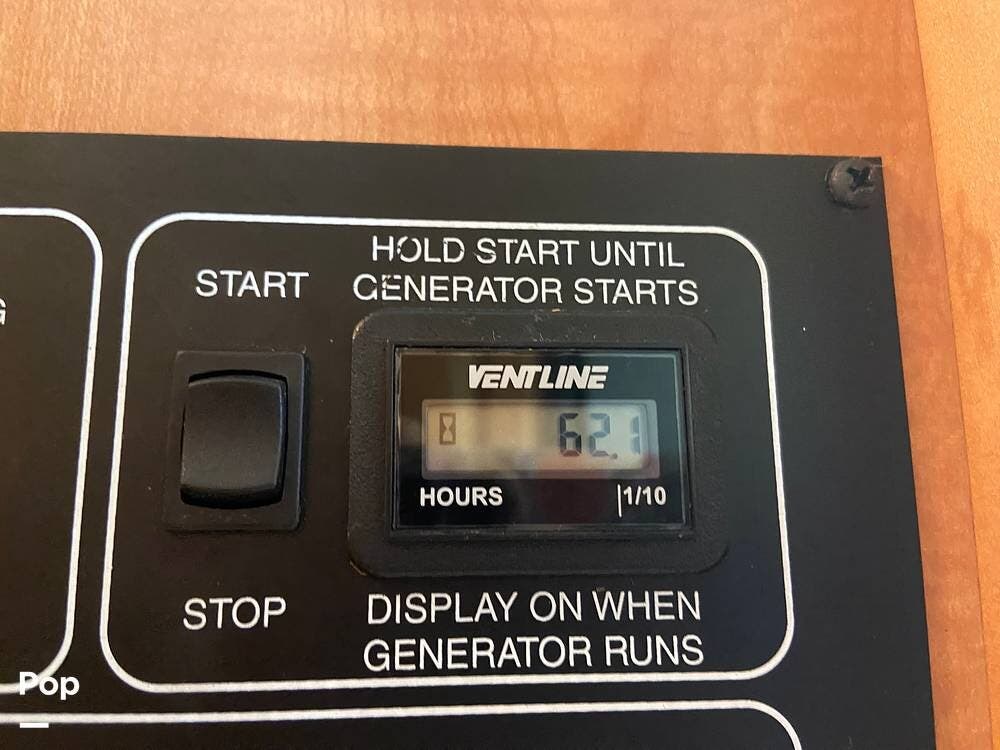 HOLD START UNTIL
GENERATOR STARTS
START
VENTLINE
62.1
HOURS
1/10
STOP
DISPLAY ON WHEN
GENERATOR RUNS
Pop